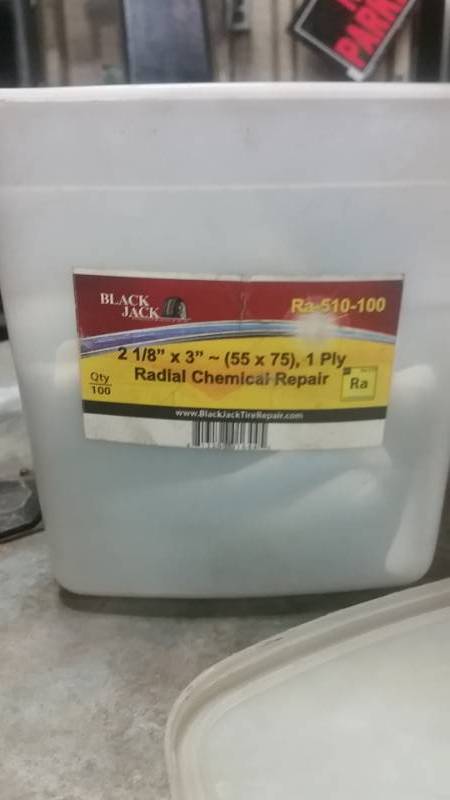 PARK
BLACK
JACK
Ra-510-100
2 1/8" x 3" ~ (55 x 75), 1 Ply
Radial Chemical Repair
Qty
100
Ra
www.BlackJackTireRepair.com